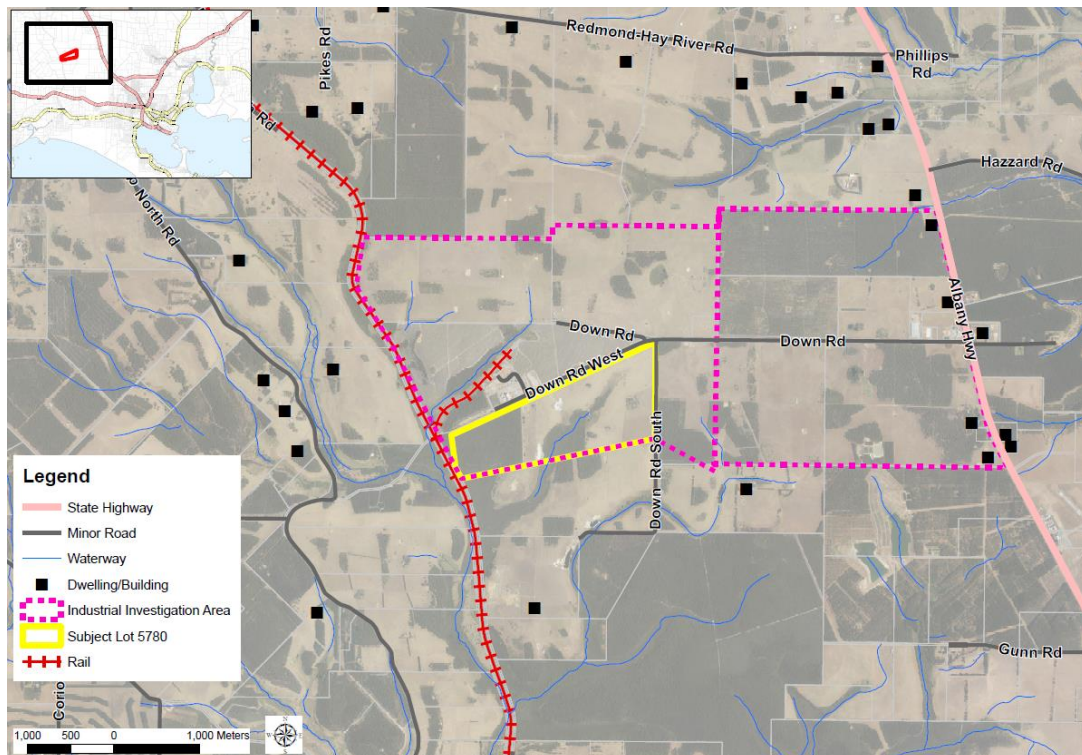 Redmond-Hay River Rd
Phillips
Rd
Pikes Rd
Rd
Hazzard Rd
North Rd
Down Rd
Down Rd West
Down Rd
Albany Hwy
Down Rd South
Gunn Rd
Corio
Legend
State Highway
Minor Road
Waterway
Dwelling/Building
Industrial Investigation Area
Subject Lot 5780
Rail
1,000 500 0 1,000 Meters
N
W E
S